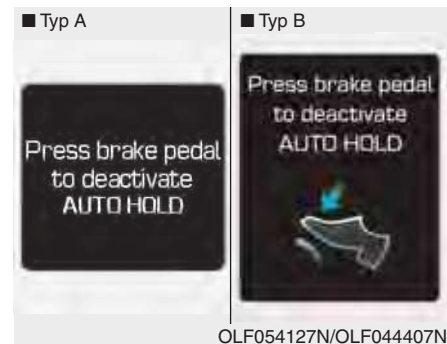 ■ Typ A
Press brake pedal
to deactivate
AUTO HOLD
■ Typ B
Press brake pedal
to deactivate
AUTO HOLD
OLF054127N/OLF044407N